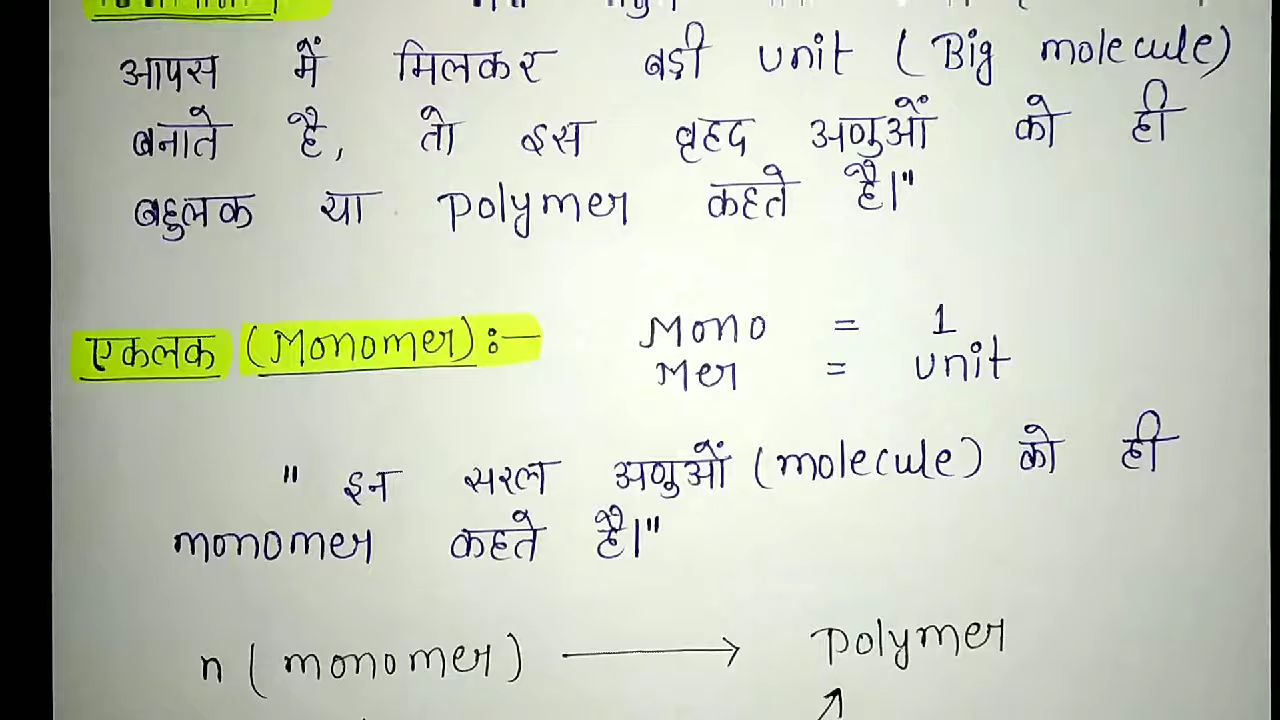 आपस में मिलकर बड़ी unit ( Big molecule)
बनाते है, तो इस वृहद अणुओं को ही
बहुलक या polymer कहते है।"
एकलक (Monomer) :- Mono = 1
Mer = unit
" इन सरल अणुओं (molecule) को ही
monomer कहते है।"
n ( monomer) → polymer